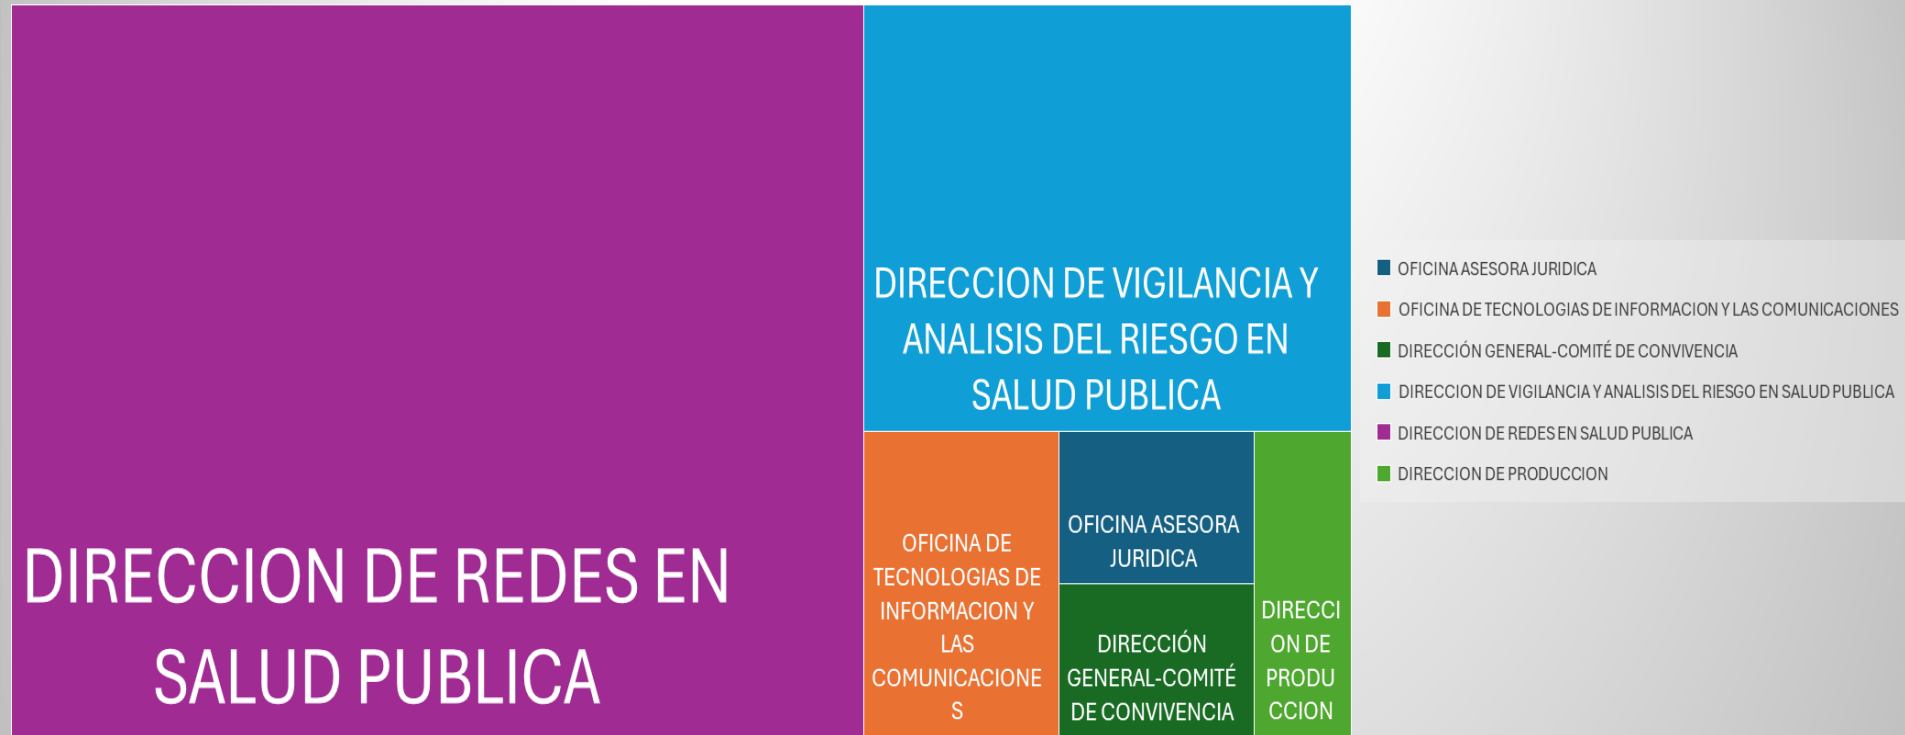 DIRECCION DE REDES EN
SALUD PUBLICA
DIRECCION DE VIGILANCIA Y
ANALISIS DEL RIESGO EN
SALUD PUBLICA
OFICINA DE
TECNOLOGIAS DE
INFORMACION Y
LAS
COMUNICACIONE
S
OFICINA ASESORA
JURIDICA
DIRECCIÓN
GENERAL-COMITÉ
DE CONVIVENCIA
DIRECCI
ON DE
PRODU
CCION
OFICINA ASESORA JURIDICA
OFICINA DE TECNOLOGIAS DE INFORMACION Y LAS COMUNICACIONES
DIRECCIÓN GENERAL-COMITÉ DE CONVIVENCIA
DIRECCION DE VIGILANCIA Y ANALISIS DEL RIESGO EN SALUD PUBLICA
DIRECCION DE REDES EN SALUD PUBLICA
DIRECCION DE PRODUCCION